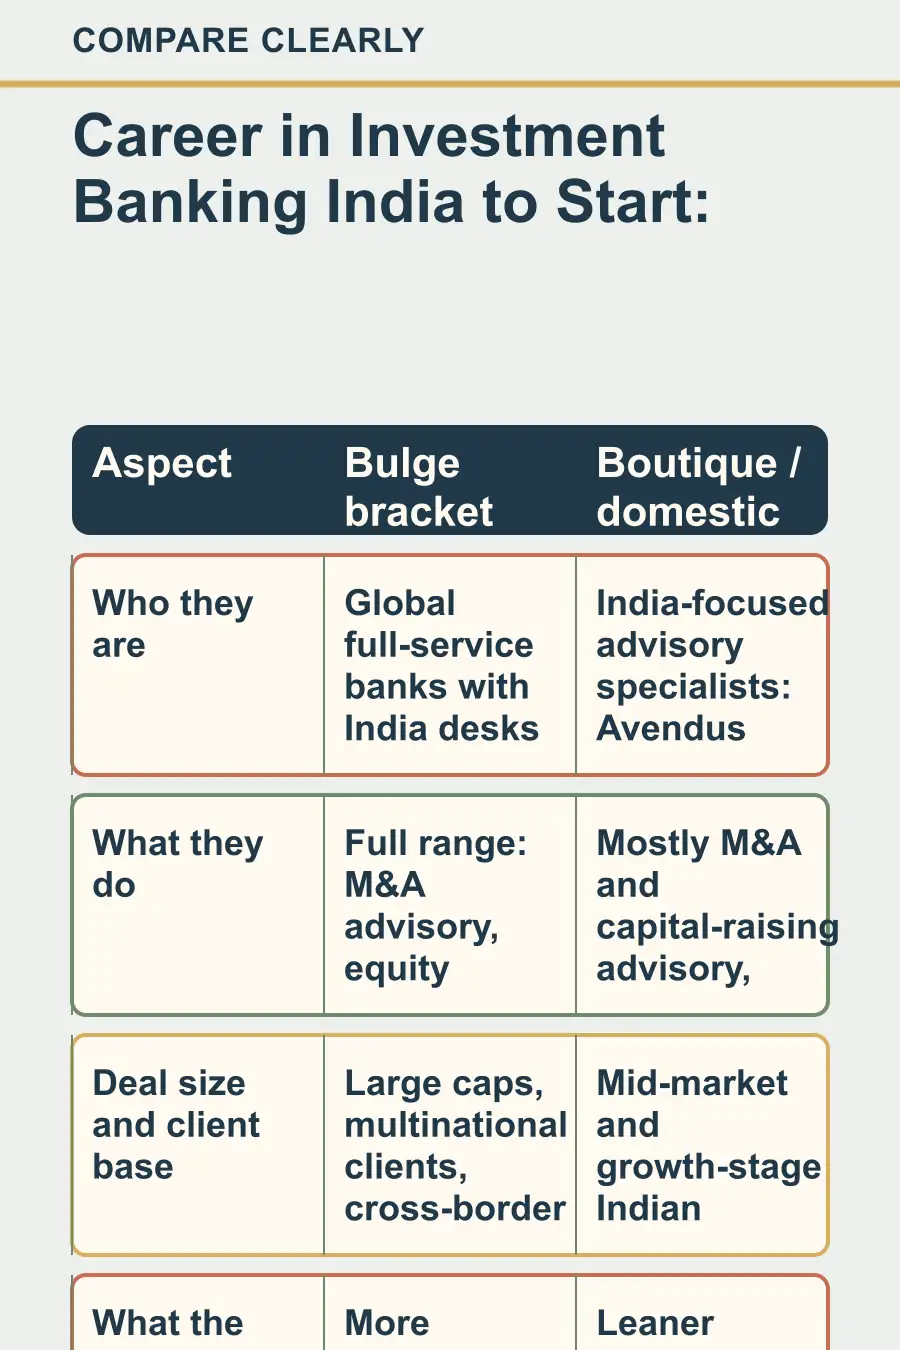 COMPARE CLEARLY
Career in Investment
Banking India to Start:
Aspect
Bulge
bracket
Boutique /
domestic
Who they
are
Global
full-service
banks with
India desks
India-focused
advisory
specialists:
Avendus
What they
do
Full range:
M&A
advisory,
equity
Mostly M&A
and
capital-raising
advisory,
Deal size
and client
base
Large caps,
multinational
clients,
cross-border
Mid-market
and
growth-stage
Indian
What the
More
Leaner